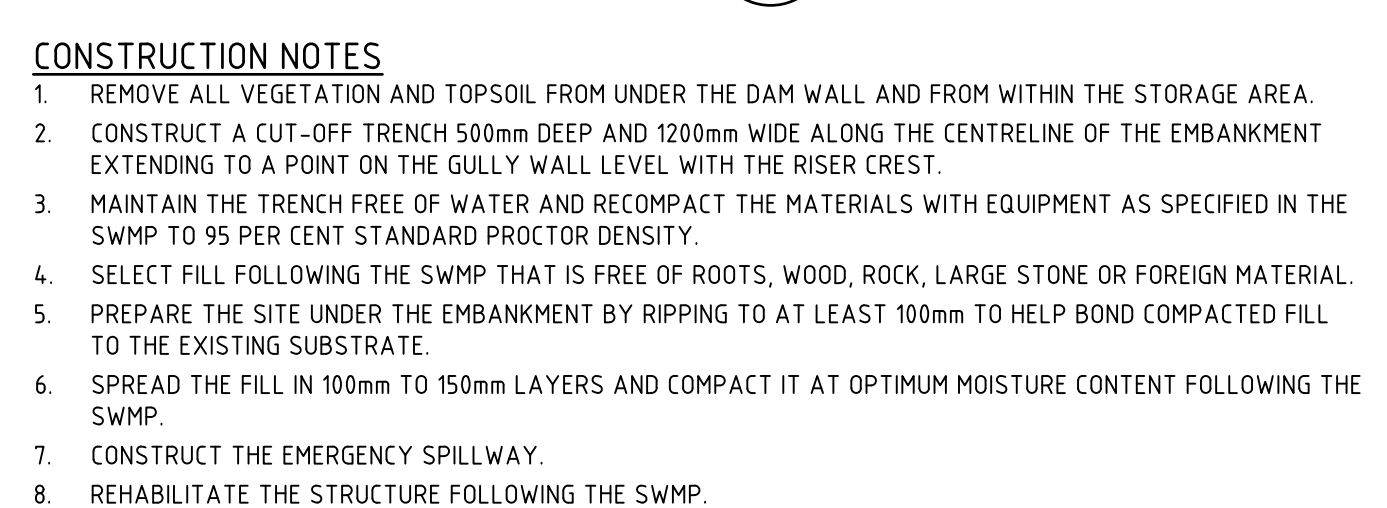 CONSTRUCTION NOTES
1. REMOVE ALL VEGETATION AND TOPSOIL FROM UNDER THE DAM WALL AND FROM WITHIN THE STORAGE AREA.
2. CONSTRUCT A CUT-OFF TRENCH 500mm DEEP AND 1200mm WIDE ALONG THE CENTRELINE OF THE EMBANKMENT
EXTENDING TO A POINT ON THE GULLY WALL LEVEL WITH THE RISER CREST.
3. MAINTAIN THE TRENCH FREE OF WATER AND RECOMPACT THE MATERIALS WITH EQUIPMENT AS SPECIFIED IN THE
SWMP TO 95 PER CENT STANDARD PROCTOR DENSITY.
4. SELECT FILL FOLLOWING THE SWMP THAT IS FREE OF ROOTS, WOOD, ROCK, LARGE STONE OR FOREIGN MATERIAL.
5. PREPARE THE SITE UNDER THE EMBANKMENT BY RIPPING TO AT LEAST 100mm TO HELP BOND COMPACTED FILL
TO THE EXISTING SUBSTRATE.
6. SPREAD THE FILL IN 100mm TO 150mm LAYERS AND COMPACT IT AT OPTIMUM MOISTURE CONTENT FOLLOWING THE
SWMP.
7. CONSTRUCT THE EMERGENCY SPILLWAY.
8. REHABILITATE THE STRUCTURE FOLLOWING THE SWMP.